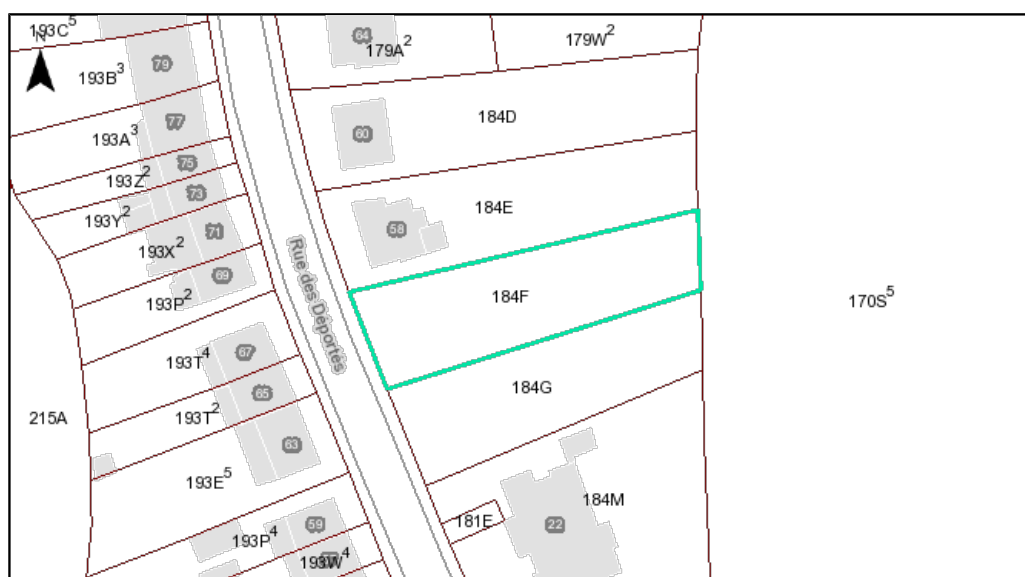 193C5
N
64
179A2
179W2
193B3
79
184D
77
60
193A3
75
193Z2
73
184E
193Y2
71
58
193X2
69
Rue des Déportés
184F
193P2
170S5
67
193T4
65
184G
215A
193T2
63
193E5
184M
59
181E
22
193P4
193W4